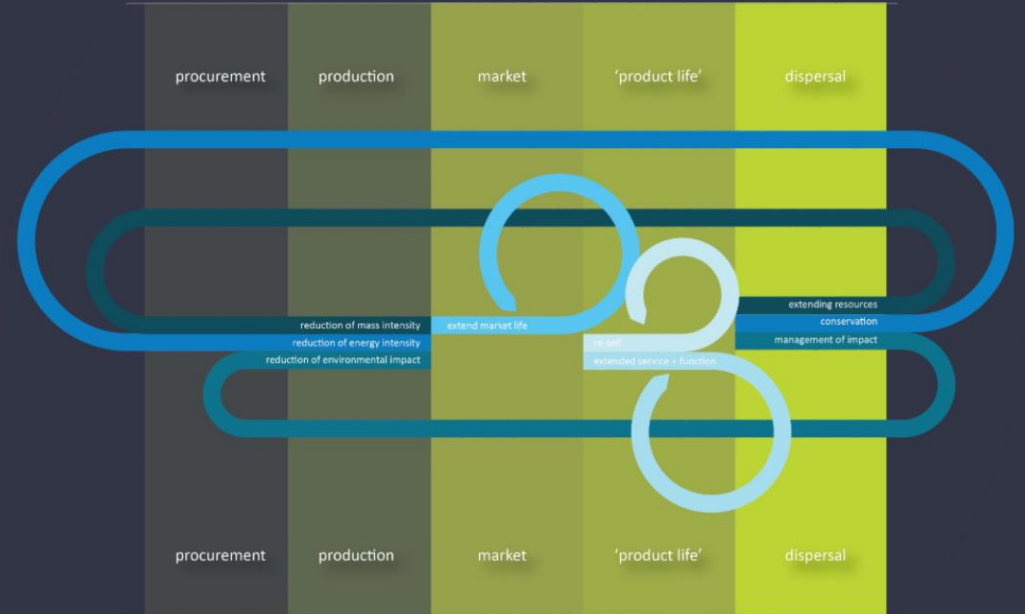 procurement
production
market
'product life'
dispersal
extending resources
conservation
management of impact
reduction of mass intensity
reduction of energy intensity
reduction of environmental impact
extend market life
re-sell
extended service + function
procurement
production
market
'product life'
dispersal